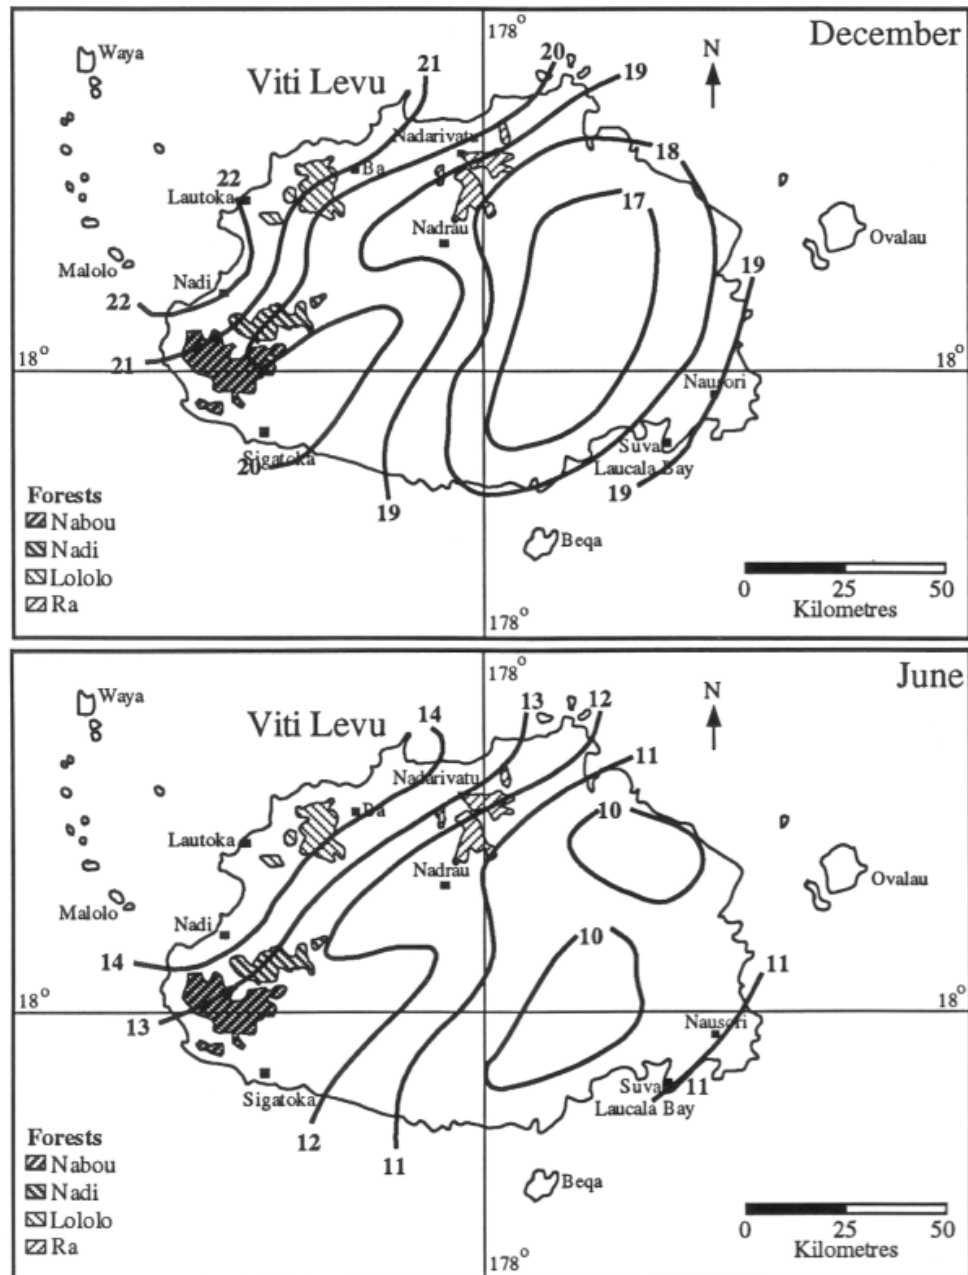 178°
December
Waya
21
20
19
N
Viti Levu
Nadarivatu
Ba
18
22
Lautoka
17
Nadrau
Ovalau
Malolo
Nadi
19
22
18°
21
18°
Nausori
Suva
Sigatoka
20
Laucala Bay
19
19
Forests
Nabou
Nadi
Lololo
Ra
Beqa
0 25 50
Kilometres
178°
178°
June
Waya
14
13
12
N
Viti Levu
11
Nadarivatu
Ba
10
Lautoka
Nadrau
Ovalau
Malolo
Nadi
10
14
11
18°
18°
13
Nausori
Suva
11
Sigatoka
Laucala Bay
12
11
Forests
Nabou
Nadi
Lololo
Ra
Beqa
0 25 50
Kilometres
178°